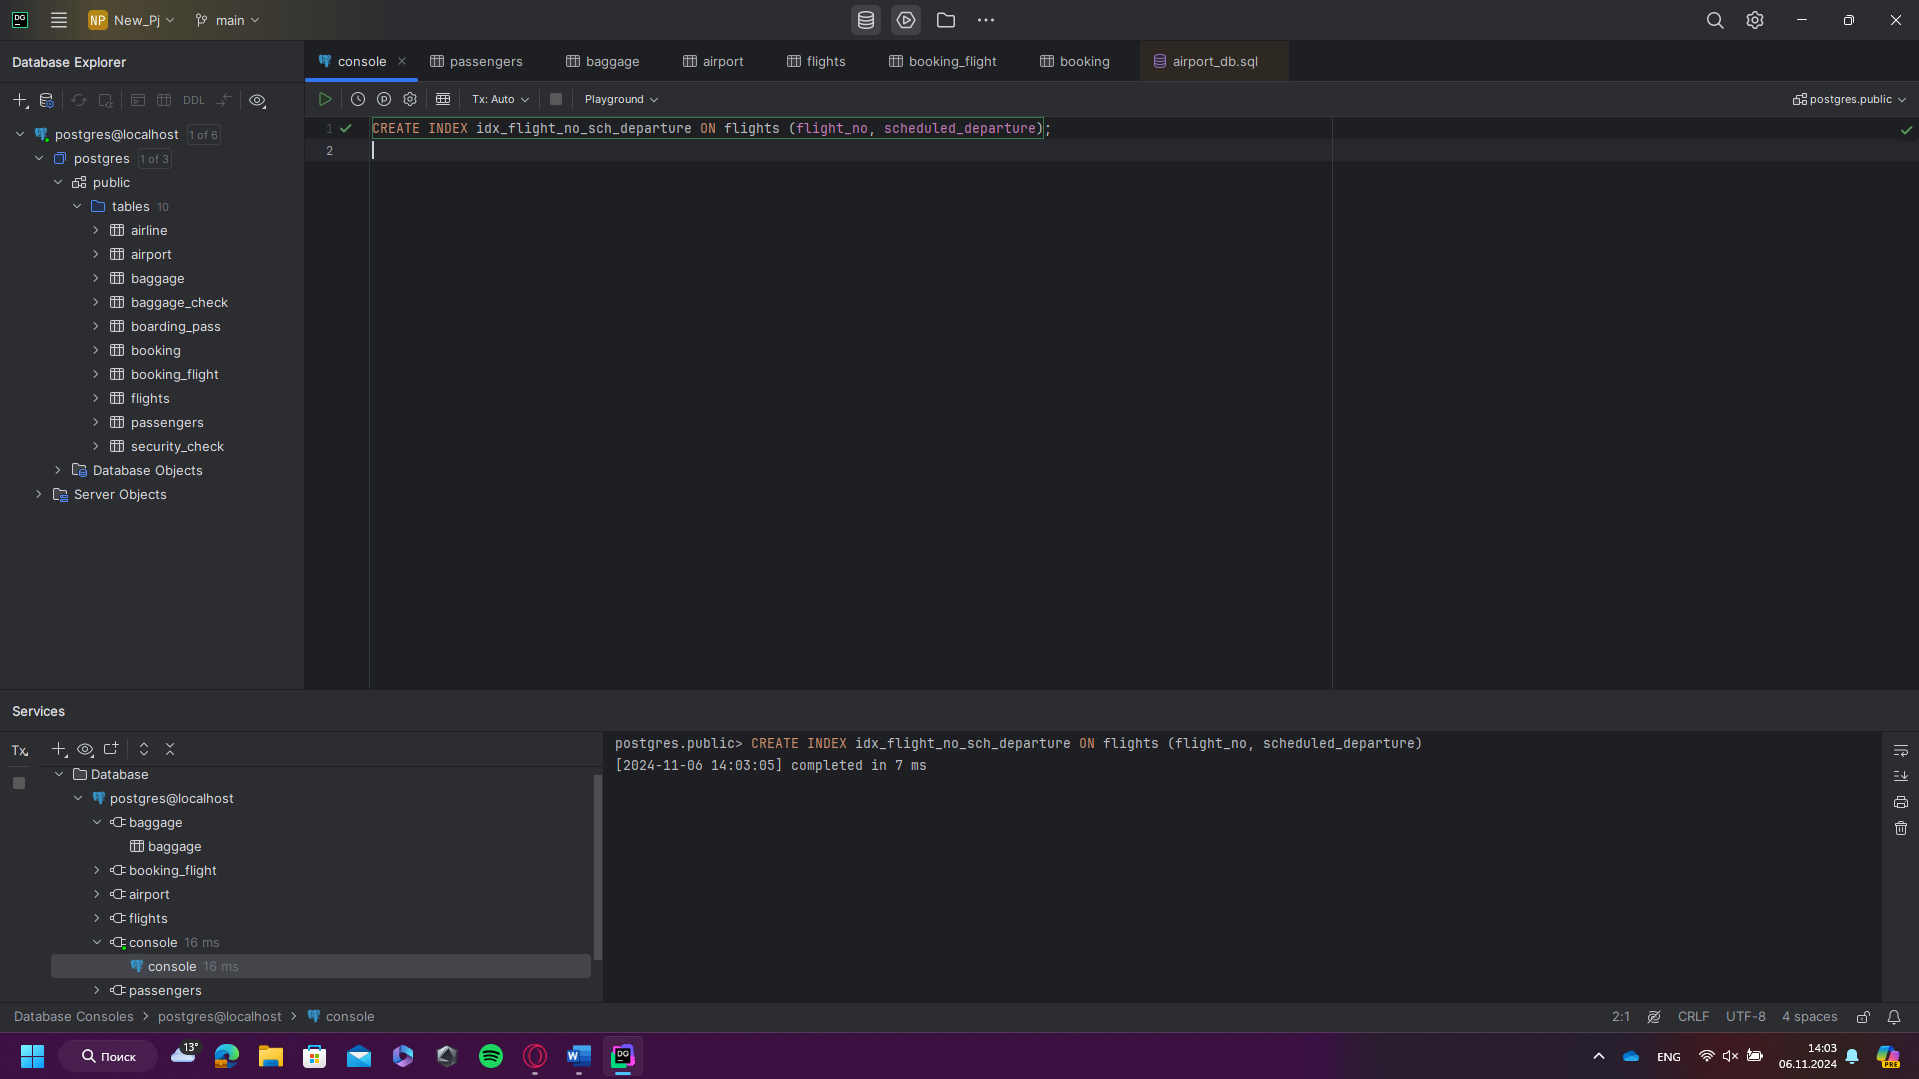 DG NP New_Pj main
Database Explorer
console passengers baggage airport flights booking_flight booking airport_db.sql
DDL
Tx: Auto Playground postgres.public
postgres@localhost 1 of 6
postgres 1 of 3
public
tables 10
airline
airport
baggage
baggage_check
boarding_pass
booking
booking_flight
flights
passengers
security_check
Database Objects
Server Objects
1 CREATE INDEX idx_flight_no_sch_departure ON flights (flight_no, scheduled_departure);
2
Services
Tx
Database
postgres@localhost
baggage
baggage
booking_flight
airport
flights
console 16 ms
console 16 ms
passengers
postgres.public> CREATE INDEX idx_flight_no_sch_departure ON flights (flight_no, scheduled_departure)
[2024-11-06 14:03:05] completed in 7 ms
Database Consoles > postgres@localhost > console
2:1 CRLF UTF-8 4 spaces
Поиск 13° DG ENG 14:03
06.11.2024 PRE